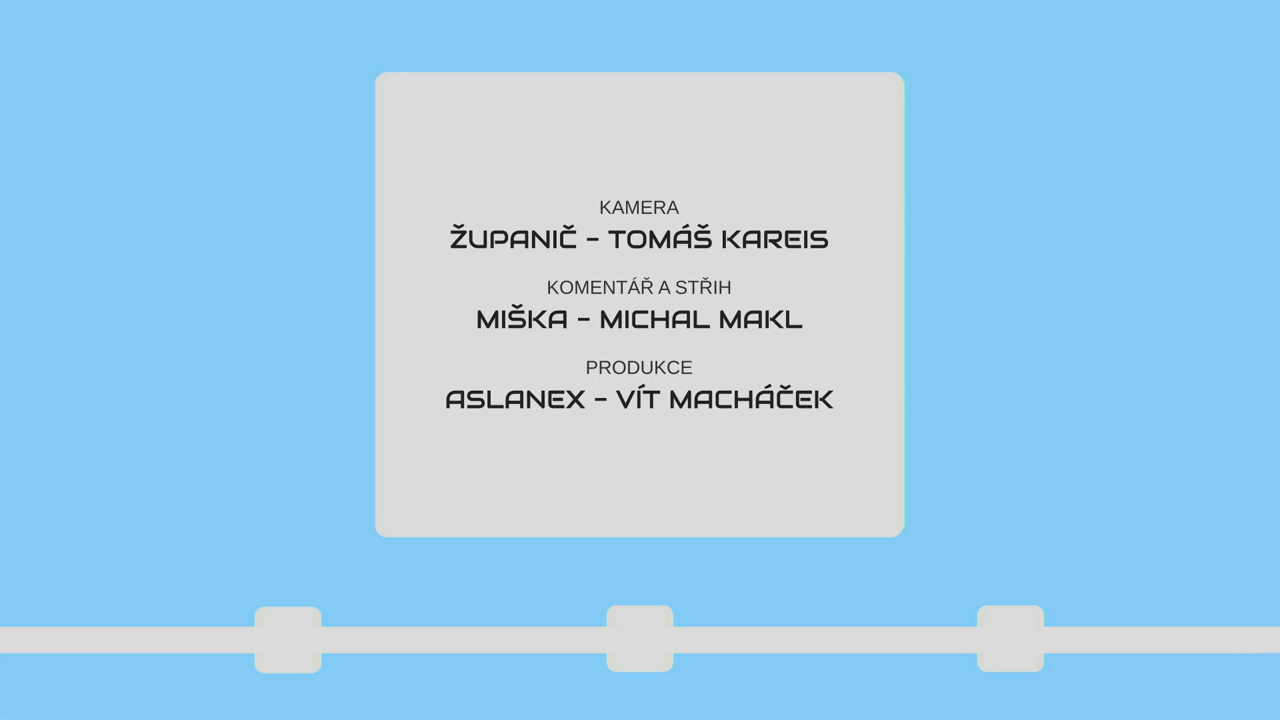 KAMERA
ŽUPANIČ - TOMÁŠ KAREIS
KOMENTÁŘ A STŘIH
MIŠKA - MICHAL MAKL
PRODUKCE
ASLANEX - VÍT MACHÁČEK